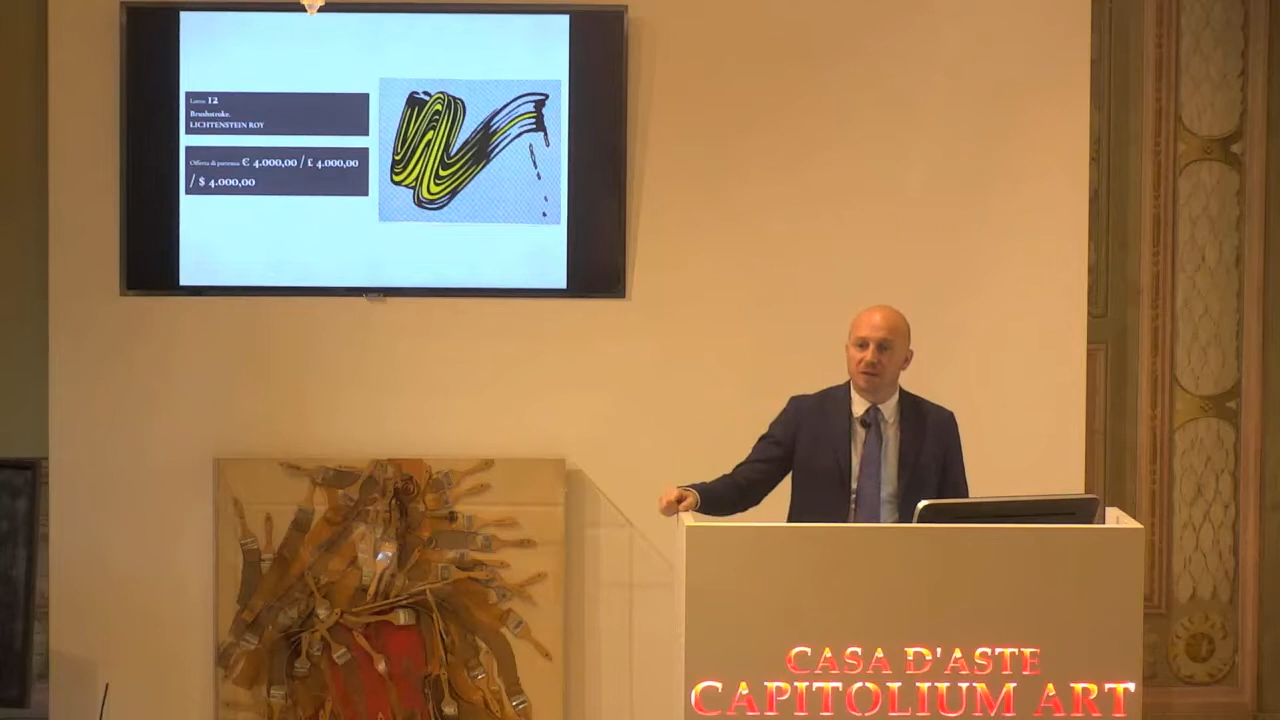 Lotto: 12
Brushstroke.
LICHTENSTEIN ROY
Offerta di partenza: € 4.000,00 / £ 4.000,00
/ $ 4.000,00
CASA D'ASTE
CAPITOLIUM ART